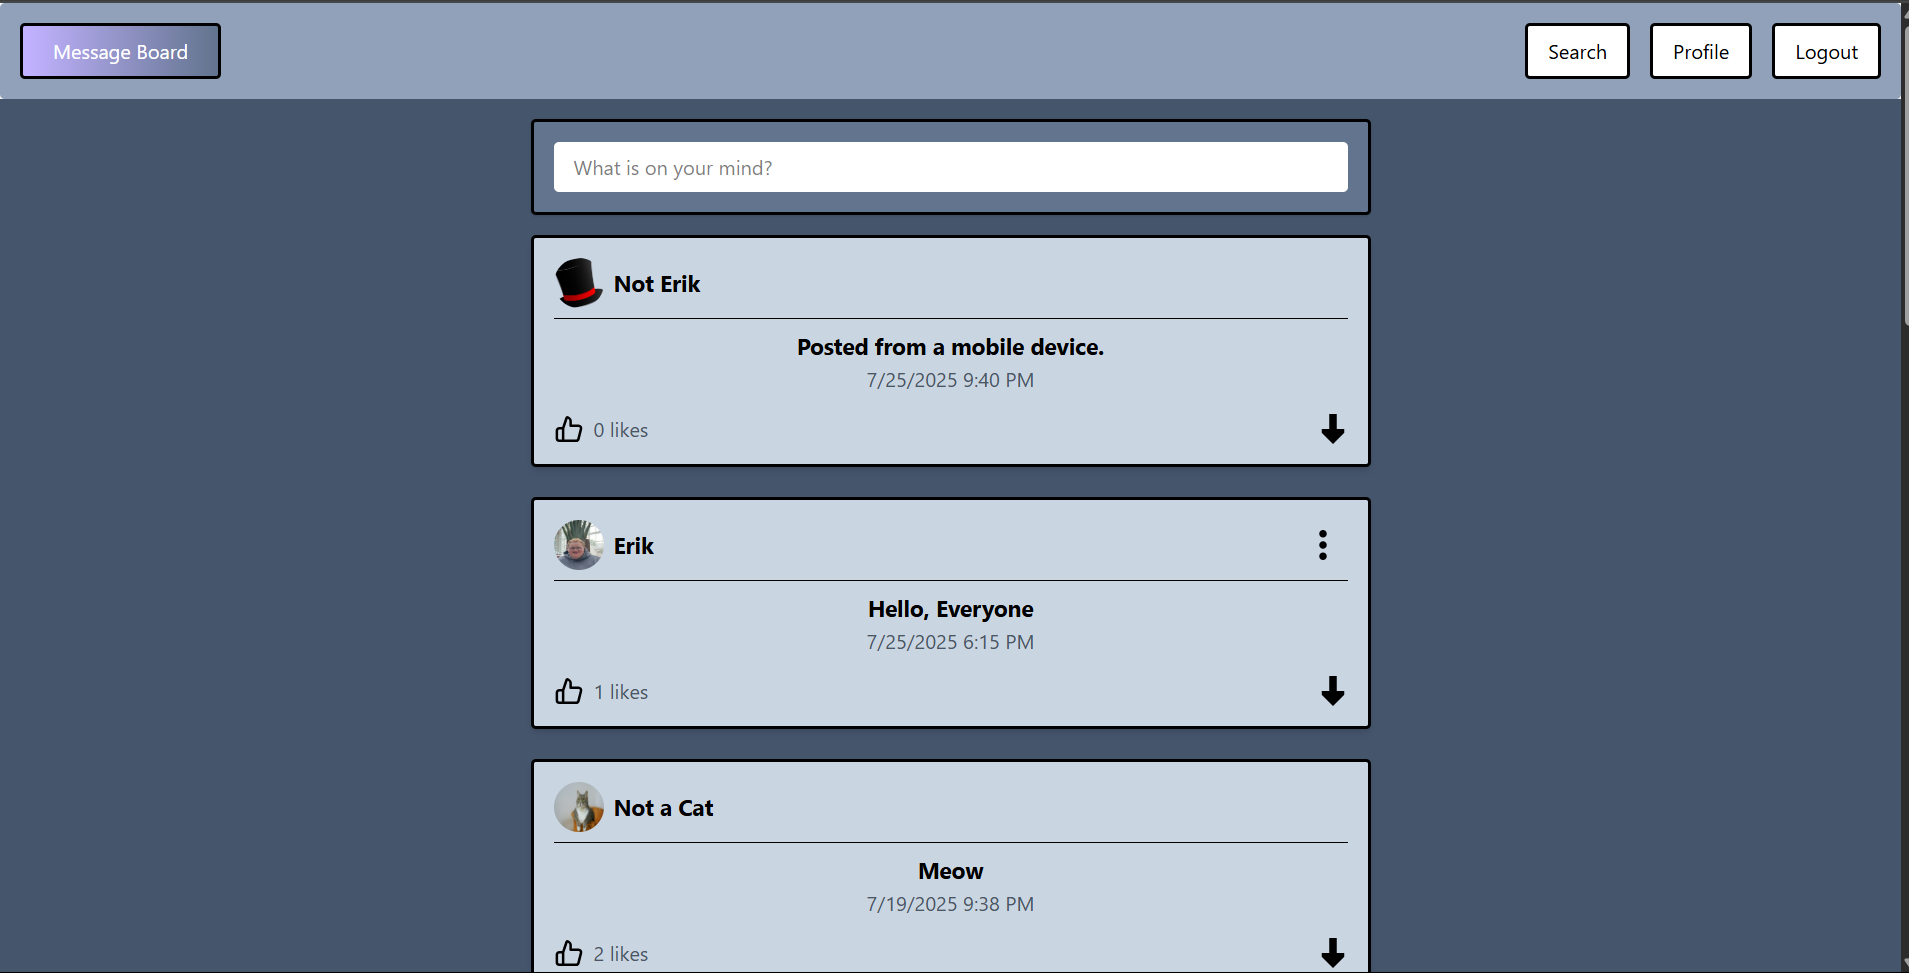 Message Board
Search
Profile
Logout
What is on your mind?
Not Erik
Posted from a mobile device.
7/25/2025 9:40 PM
0 likes
Erik
Hello, Everyone
7/25/2025 6:15 PM
1 likes
Not a Cat
Meow
7/19/2025 9:38 PM
2 likes